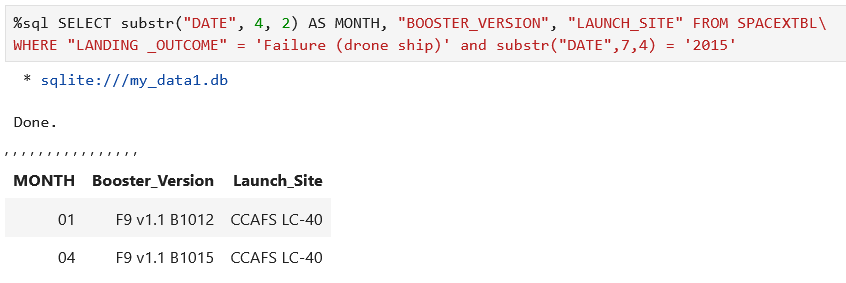 %sql SELECT substr("DATE", 4, 2) AS MONTH, "BOOSTER_VERSION", "LAUNCH_SITE" FROM SPACEXTBL\
WHERE "LANDING _OUTCOME" = 'Failure (drone ship)' and substr("DATE",7,4) = '2015'
* sqlite:///my_data1.db
Done.
,,,,,,,,,,,,,,,,
MONTH Booster_Version Launch_Site
01 F9 v1.1 B1012 CCAFS LC-40
04 F9 v1.1 B1015 CCAFS LC-40